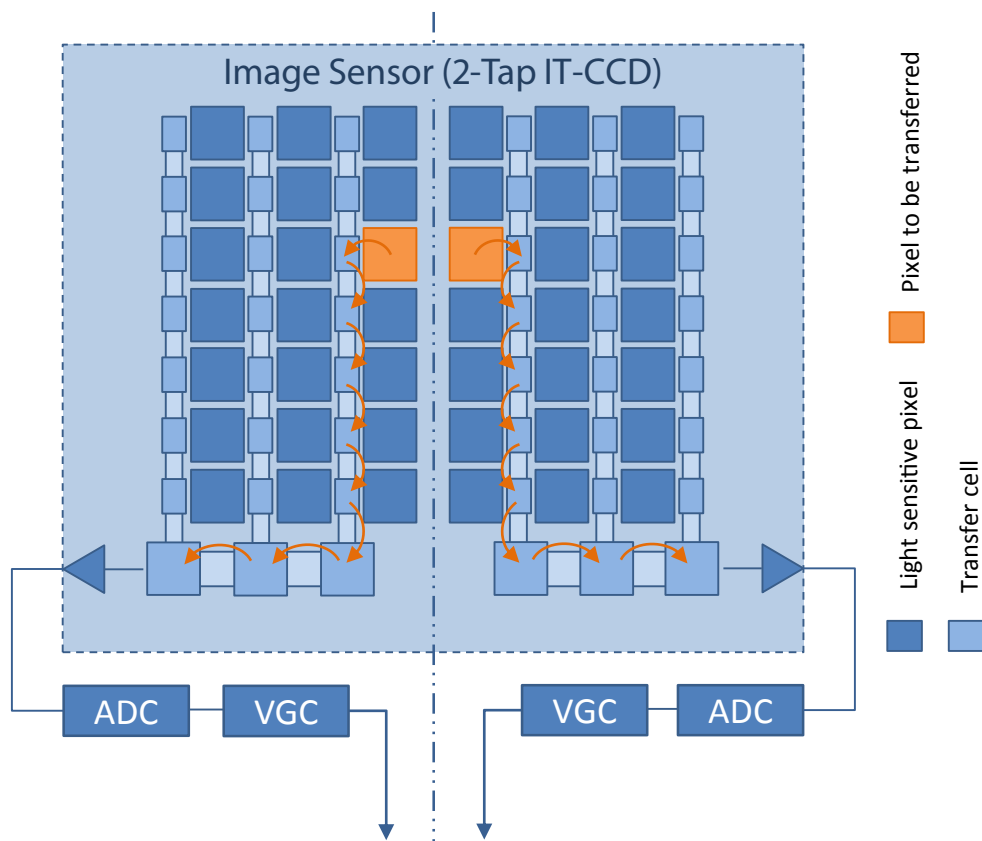 Image Sensor (2-Tap IT-CCD)
ADC
VGC
VGC
ADC
Pixel to be transferred
Light sensitive pixel
Transfer cell